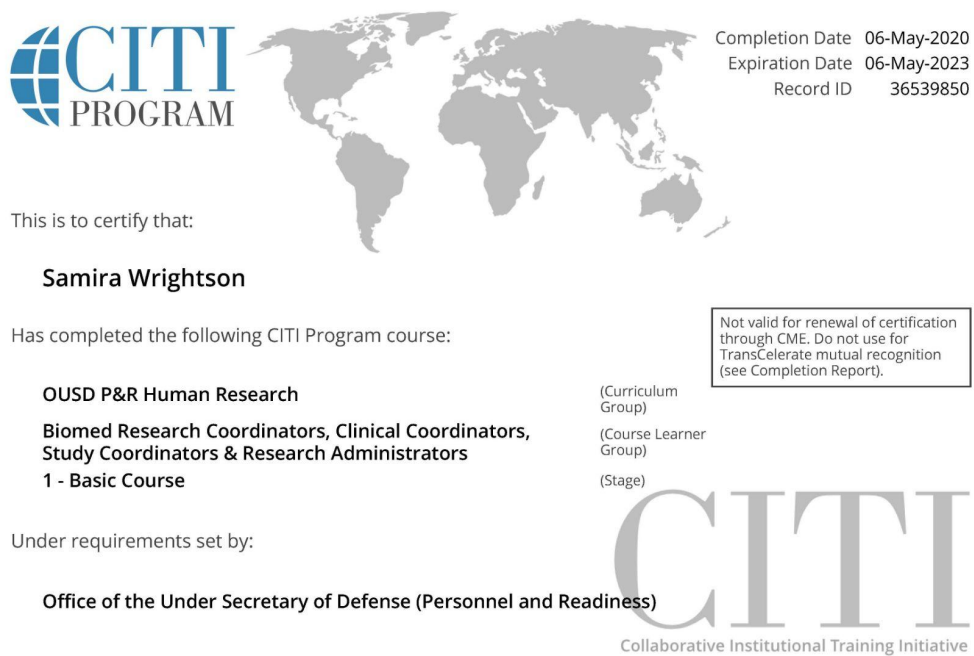 CITI
PROGRAM
Completion Date 06-May-2020
Expiration Date 06-May-2023
Record ID 36539850
This is to certify that:
Samira Wrightson
Has completed the following CITI Program course:
Not valid for renewal of certification
through CME. Do not use for
TransCelerate mutual recognition
(see Completion Report).
OUSD P&R Human Research
(Curriculum
Group)
Biomed Research Coordinators, Clinical Coordinators,
Study Coordinators & Research Administrators
(Course Learner
Group)
1 - Basic Course
(Stage)
Under requirements set by:
Office of the Under Secretary of Defense (Personnel and Readiness)
CITI
Collaborative Institutional Training Initiative